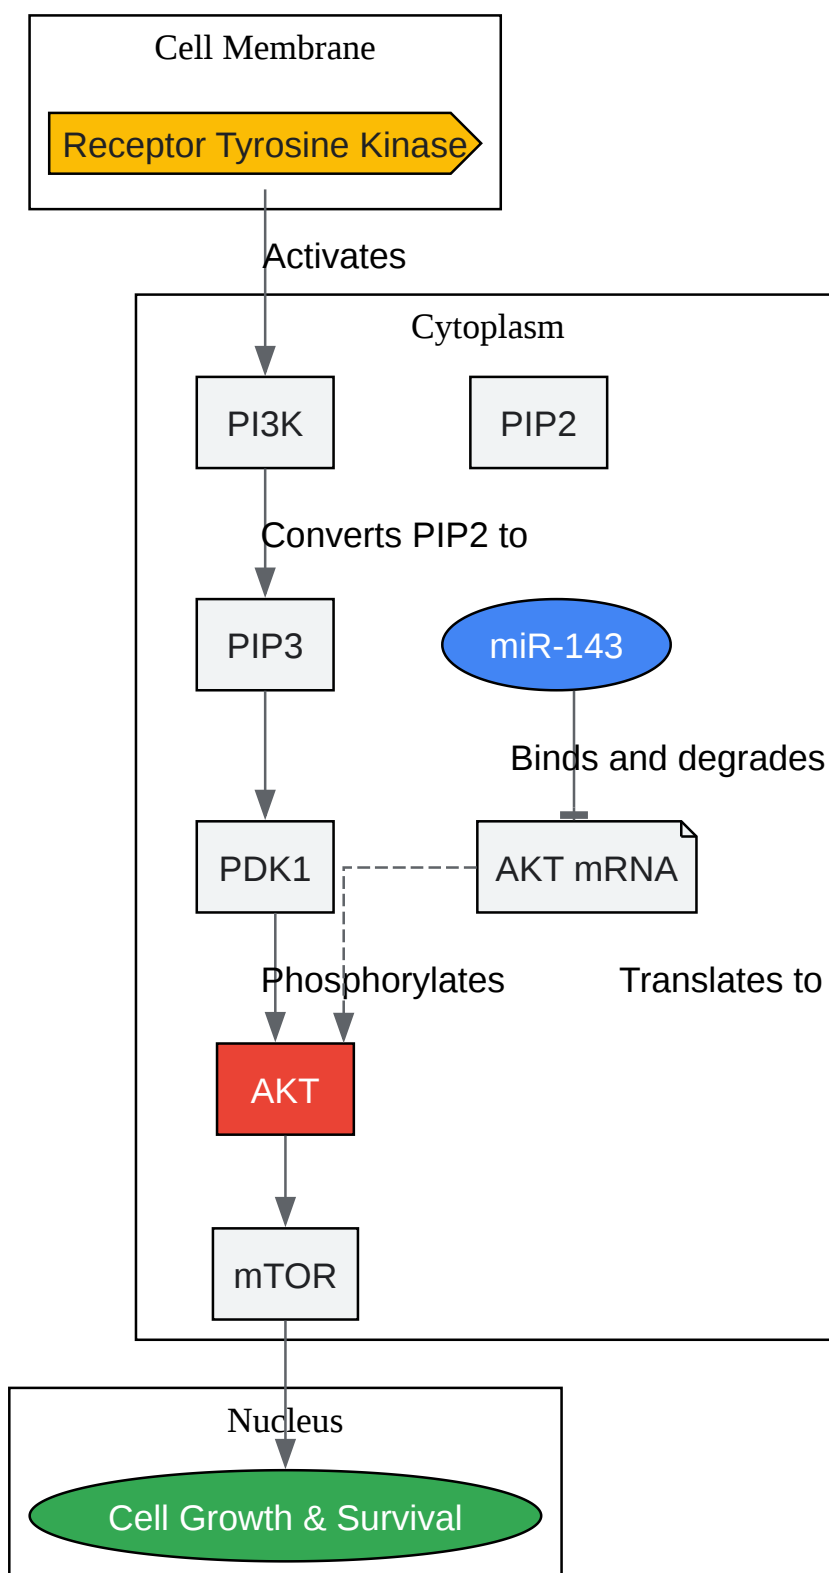 Cell Membrane
Receptor Tyrosine Kinase
Activates
Cytoplasm
PI3K
PIP2
Converts PIP2 to
PIP3
miR-143
Binds and degrades
PDK1
AKT mRNA
Phosphorylates
Translates to
AKT
mTOR
Nucleus
Cell Growth & Survival